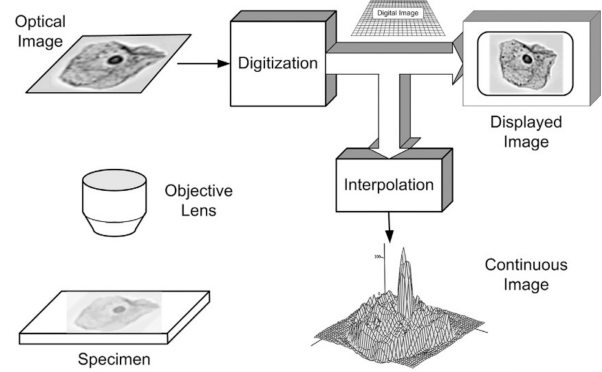 Optical
Image
Digitization
Digital Image
Displayed
Image
Objective
Lens
Interpolation
Continuous
Image
Specimen